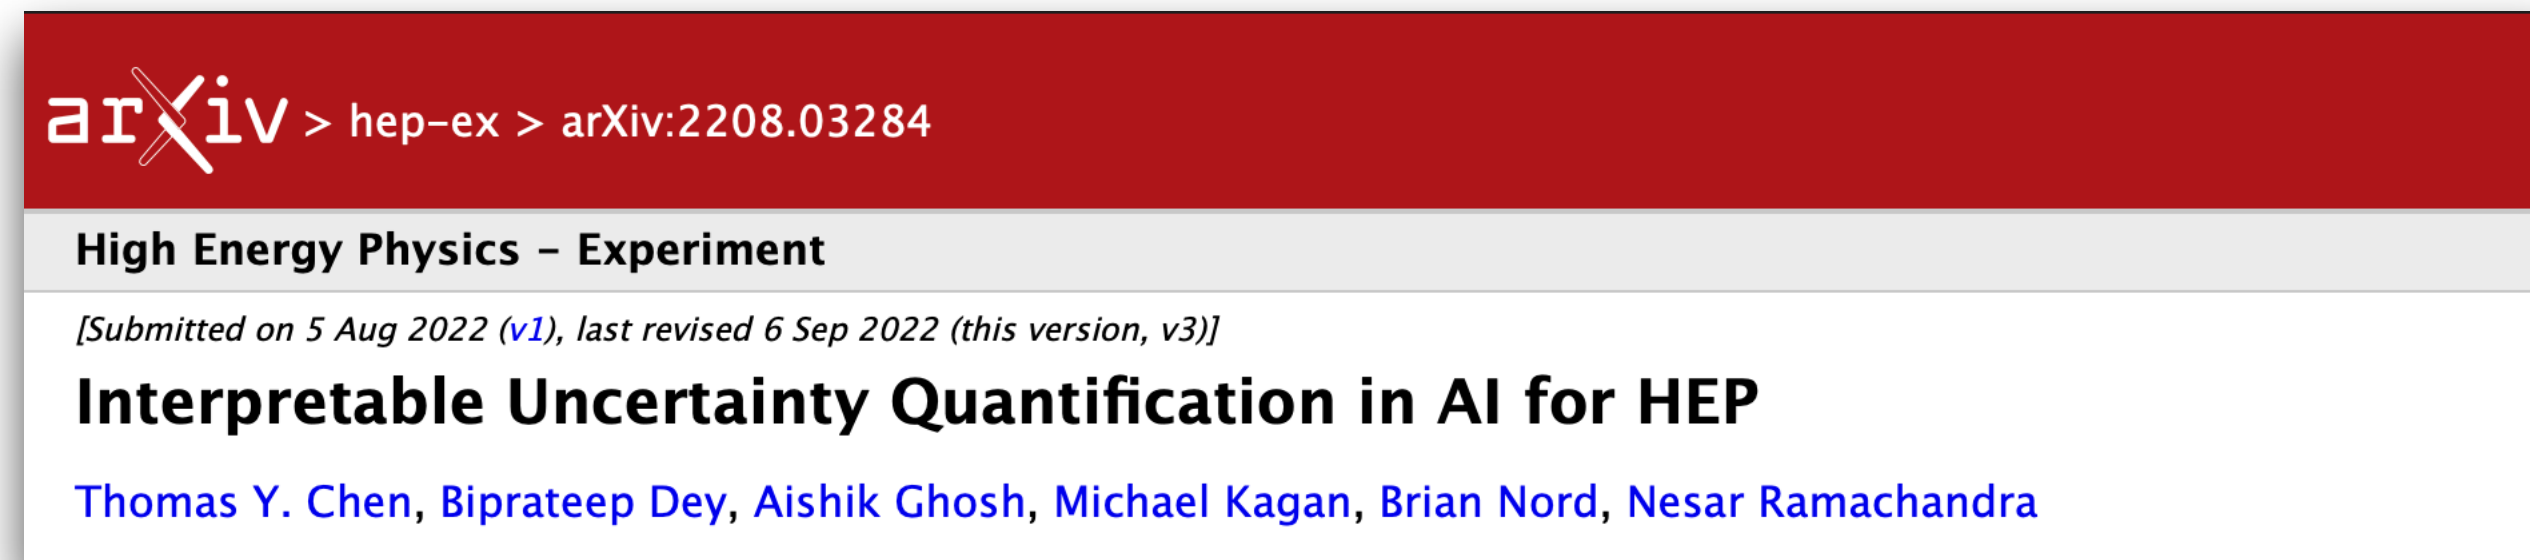 arXiv > hep-ex > arXiv:2208.03284
High Energy Physics – Experiment
[Submitted on 5 Aug 2022 (v1), last revised 6 Sep 2022 (this version, v3)]
Interpretable Uncertainty Quantification in AI for HEP
Thomas Y. Chen, Biprateep Dey, Aishik Ghosh, Michael Kagan, Brian Nord, Nesar Ramachandra